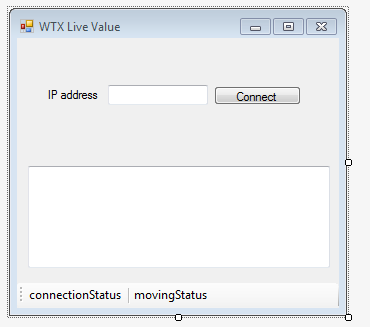 WTX Live Value
IP address Connect
connectionStatus movingStatus